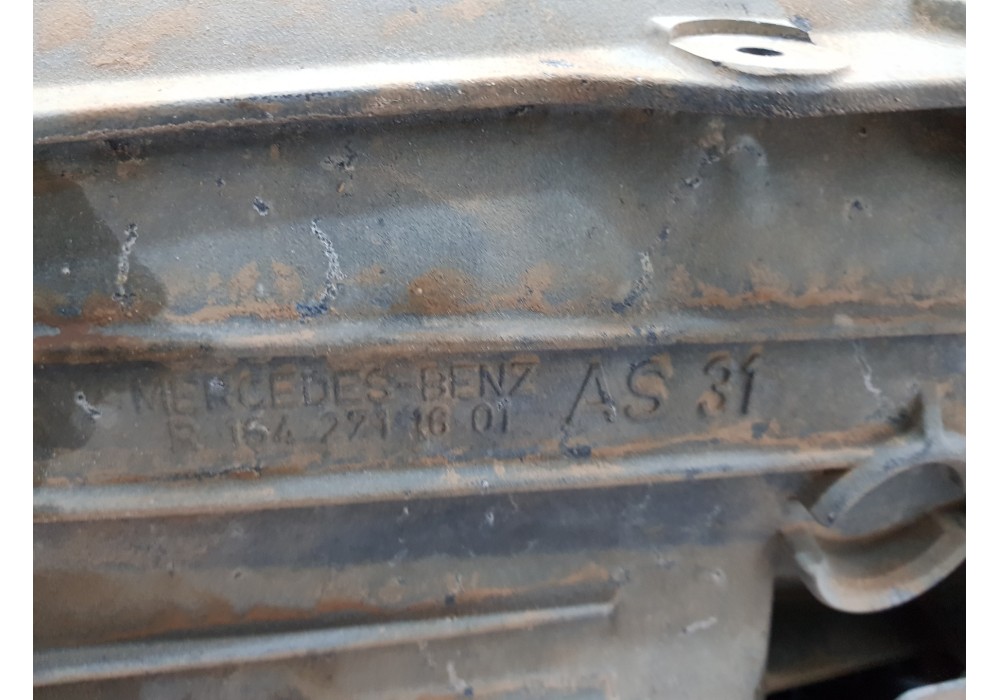 MERCEDES-BENZ AS 31
R 164 271 16 01